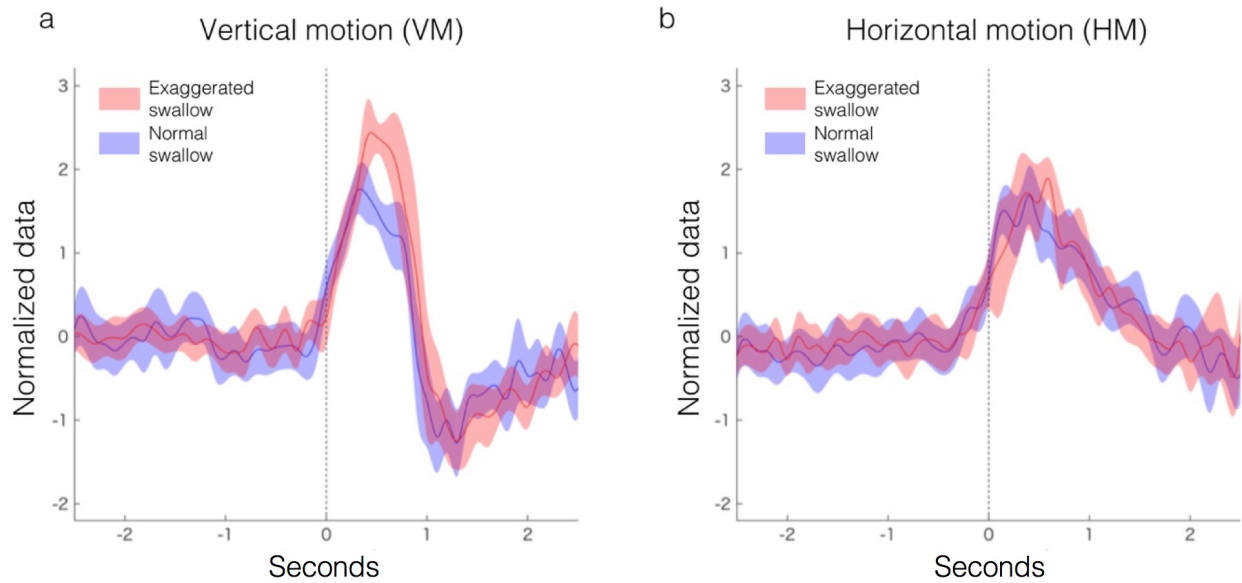 a
Vertical motion (VM)
Exaggerated
swallow
Normal
swallow
3
2
1
0
-1
-2
Normalized data
-2
-1
0
1
2
Seconds
b
Horizontal motion (HM)
Exaggerated
swallow
Normal
swallow
3
2
1
0
-1
-2
Normalized data
-2
-1
0
1
2
Seconds